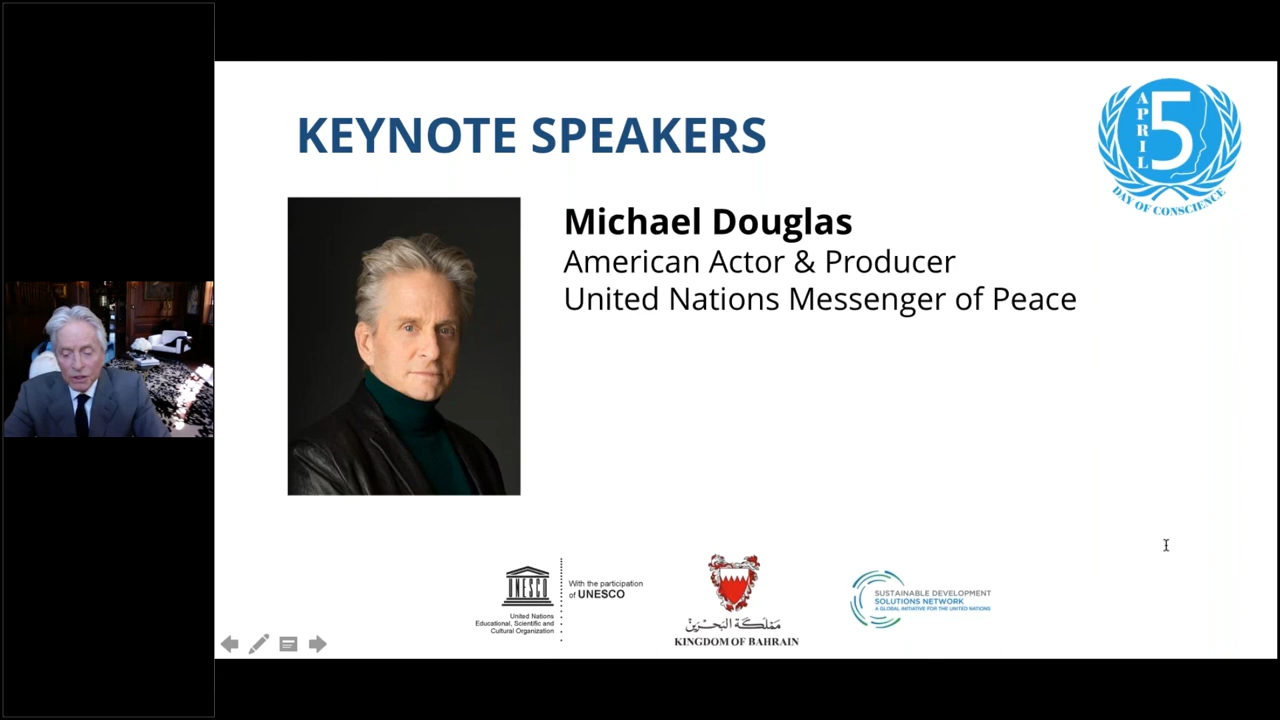 KEYNOTE SPEAKERS
APRIL
5
DAY OF CONSCIENCE
Michael Douglas
American Actor & Producer
United Nations Messenger of Peace
UNESCO
United Nations
Educational, Scientific and
Cultural Organization
With the participation
of UNESCO
مملكة البحرين
KINGDOM OF BAHRAIN
SUSTAINABLE DEVELOPMENT
SOLUTIONS NETWORK
A GLOBAL INITIATIVE FOR THE UNITED NATIONS